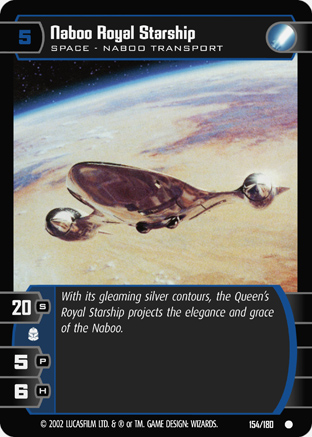 5 Naboo Royal Starship
SPACE - NABOO TRANSPORT
20 S
With its gleaming silver contours, the Queen's
Royal Starship projects the elegance and grace
of the Naboo.
5 P
6 H
© 2002 LUCASFILM LTD. & ® or TM. GAME DESIGN: WIZARDS. 154/180